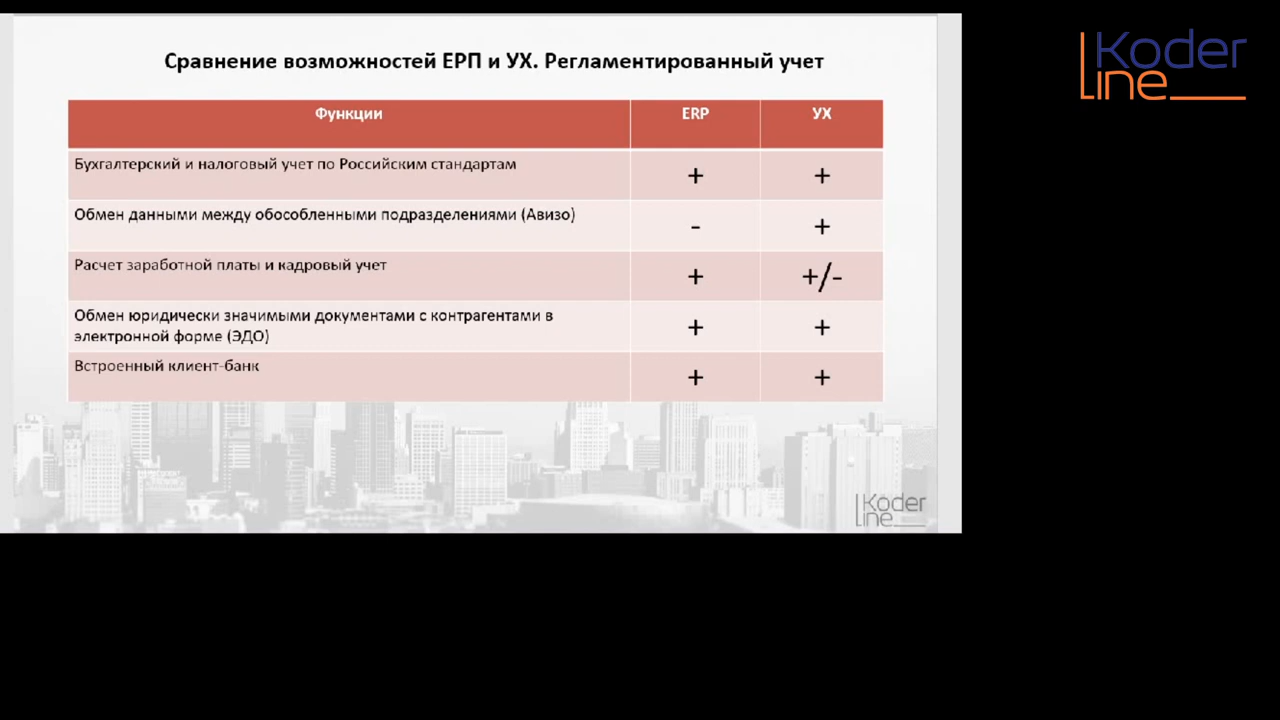 Сравнение возможностей ЕРП и УХ. Регламентированный учет
Koder
line
Функции ERP УХ
Бухгалтерский и налоговый учет по Российским стандартам + +
Обмен данными между обособленными подразделениями (Авизо) - +
Расчет заработной платы и кадровый учет + +/-
Обмен юридически значимыми документами с контрагентами в
электронной форме (ЭДО) + +
Встроенный клиент-банк + +
Koder
line